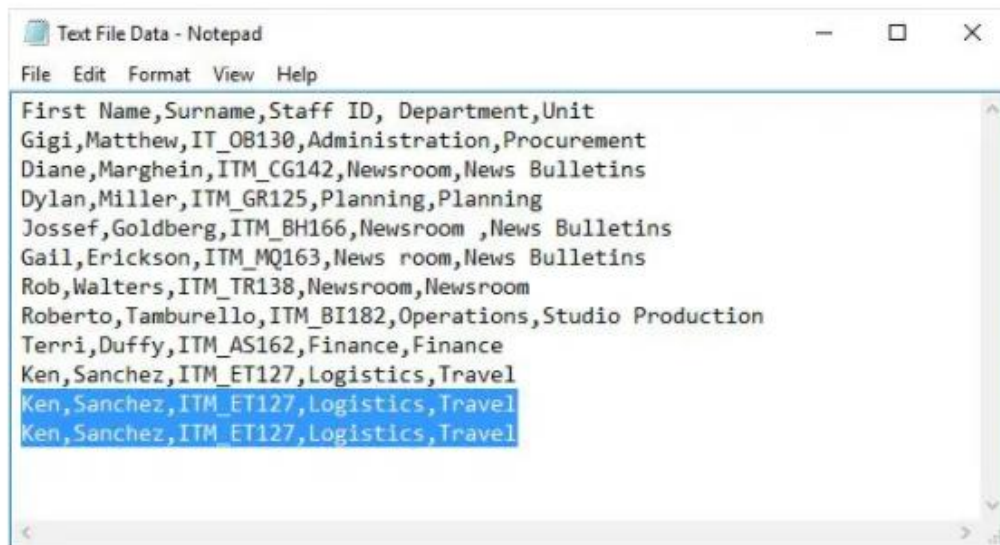 Text File Data - Notepad
File Edit Format View Help
First Name,Surname,Staff ID, Department,Unit
Gigi,Matthew,IT_OB130,Administration,Procurement
Diane,Marghein,ITM_CG142,Newsroom,News Bulletins
Dylan,Miller,ITM_GR125,Planning,Planning
Jossef,Goldberg,ITM_BH166,Newsroom ,News Bulletins
Gail,Erickson,ITM_MQ163,News room,News Bulletins
Rob,Walters,ITM_TR138,Newsroom,Newsroom
Roberto,Tamburello,ITM_BI182,Operations,Studio Production
Terri,Duffy,ITM_AS162,Finance,Finance
Ken,Sanchez,ITM_ET127,Logistics,Travel
Ken,Sanchez,ITM_ET127,Logistics,Travel
Ken,Sanchez,ITM_ET127,Logistics,Travel